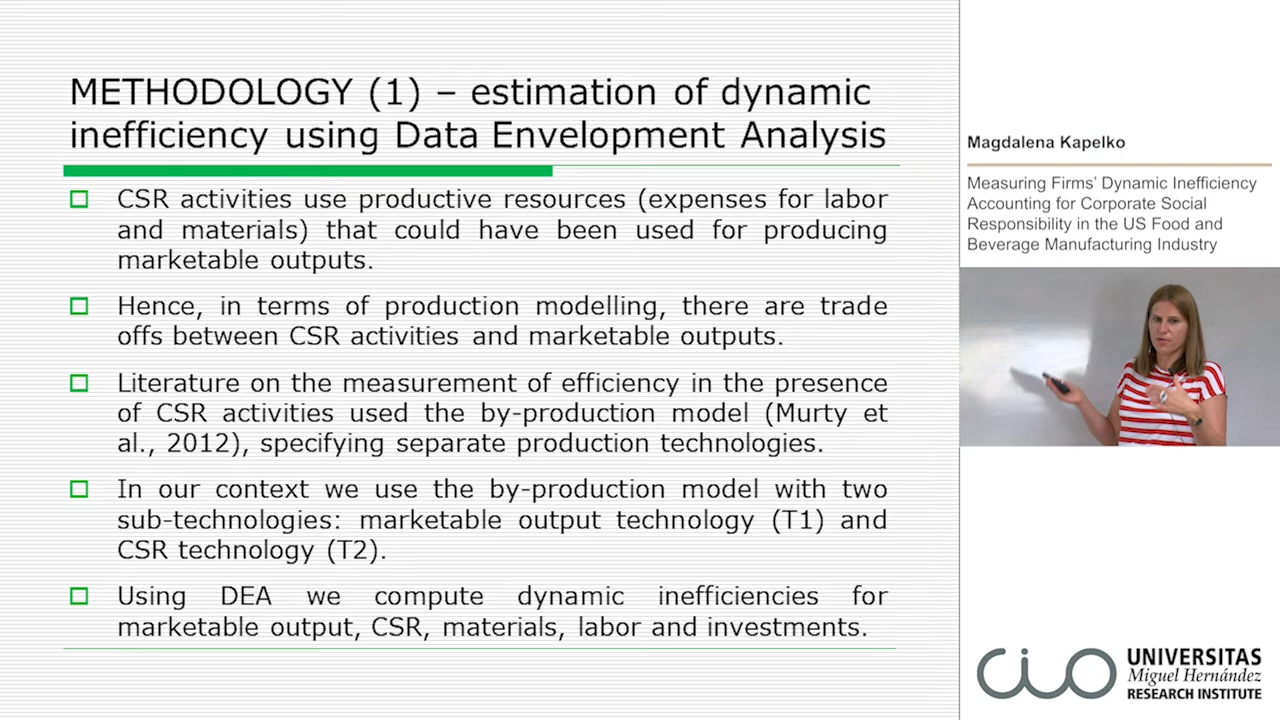 METHODOLOGY (1) – estimation of dynamic
inefficiency using Data Envelopment Analysis
CSR activities use productive resources (expenses for labor
and materials) that could have been used for producing
marketable outputs.
Hence, in terms of production modelling, there are trade
offs between CSR activities and marketable outputs.
Literature on the measurement of efficiency in the presence
of CSR activities used the by-production model (Murty et
al., 2012), specifying separate production technologies.
In our context we use the by-production model with two
sub-technologies: marketable output technology (T1) and
CSR technology (T2).
Using DEA we compute dynamic inefficiencies for
marketable output, CSR, materials, labor and investments.
Magdalena Kapelko
Measuring Firms’ Dynamic Inefficiency
Accounting for Corporate Social
Responsibility in the US Food and
Beverage Manufacturing Industry
CIO
UNIVERSITAS
Miguel Hernández
RESEARCH INSTITUTE